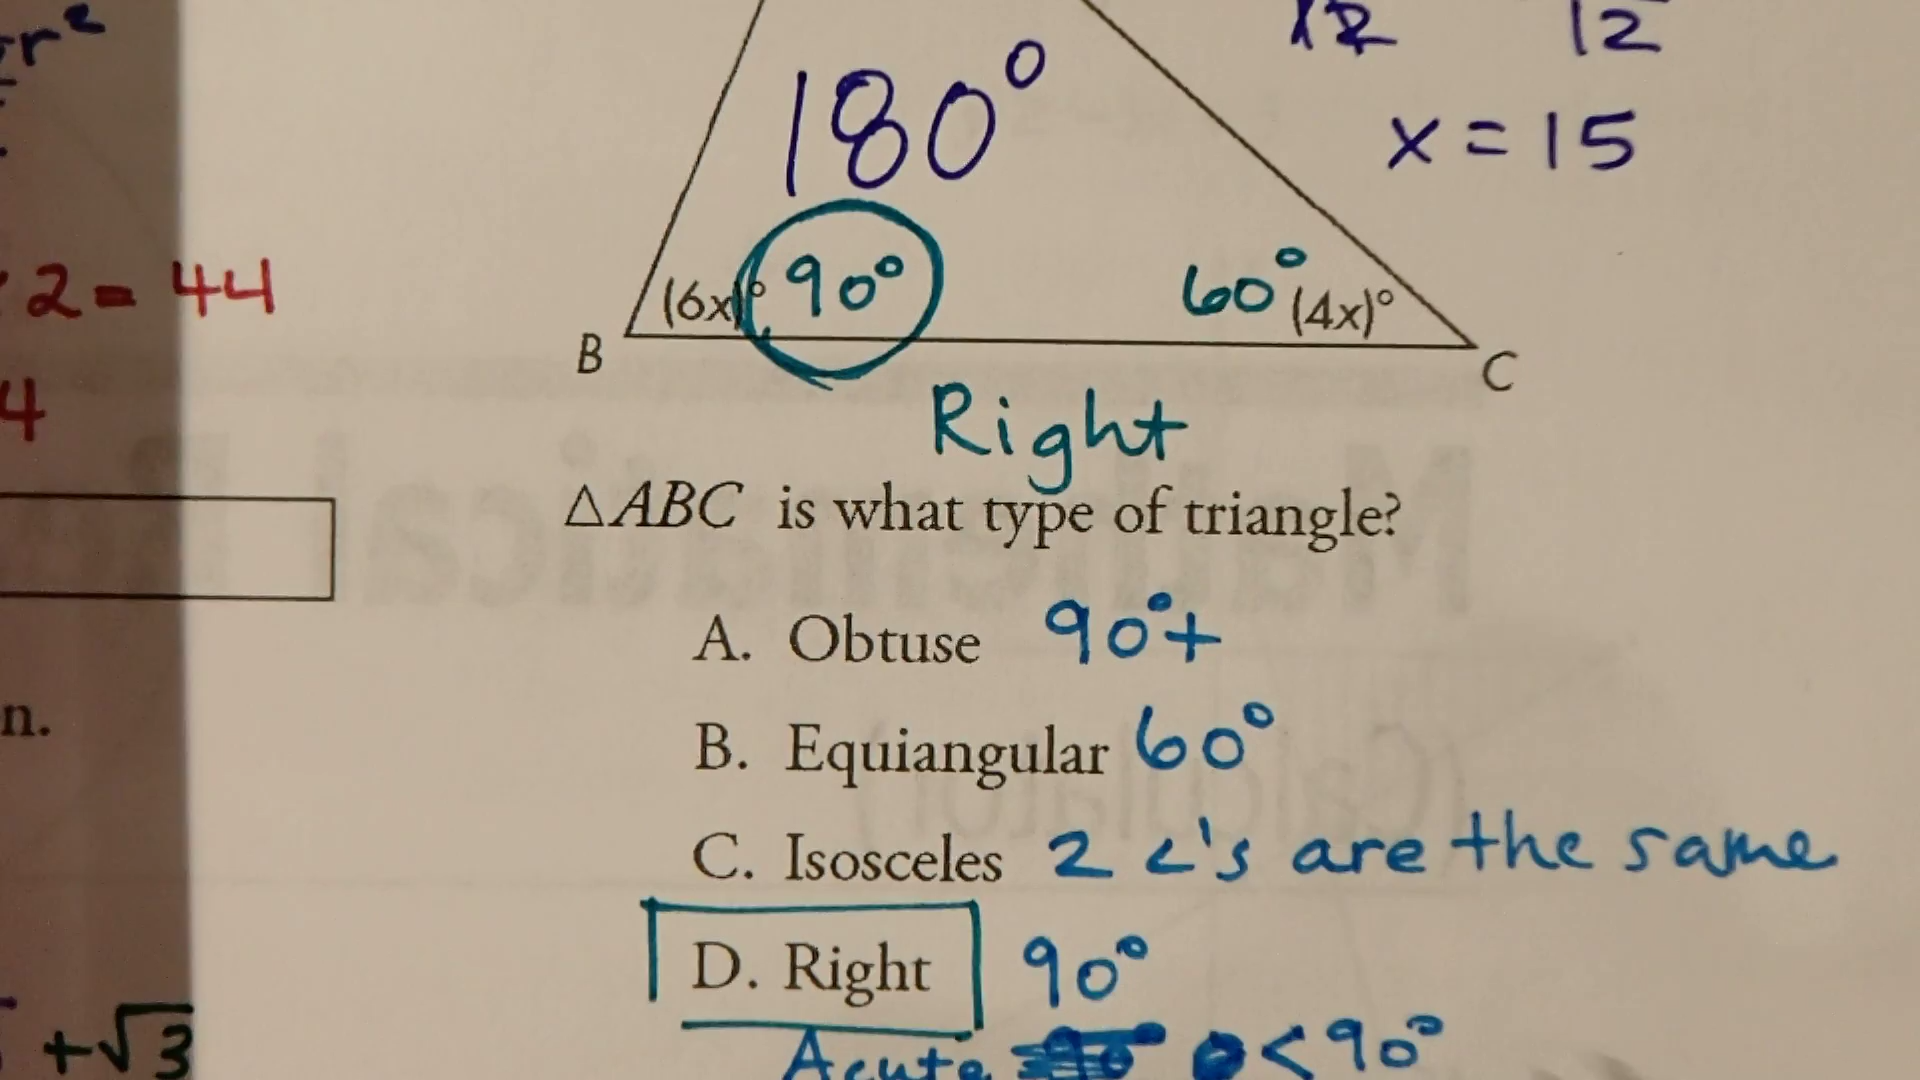 r²
12 12
180°
x = 15
2 = 44
(6x)° 90° 60° (4x)°
B C
4
Right
△ABC is what type of triangle?
A. Obtuse 90°+
B. Equiangular 60°
n.
C. Isosceles 2 <'s are the same
D. Right 90°
+√3
Acute < 90°